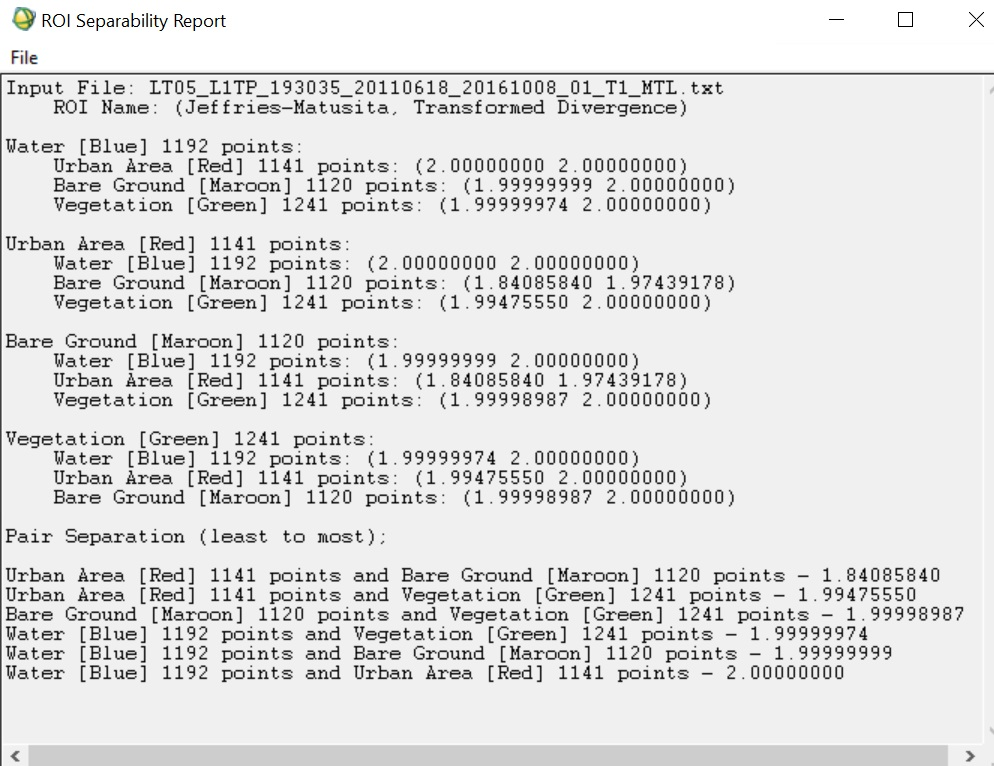 ROI Separability Report
File
Input File: LT05_L1TP_193035_20110618_20161008_01_T1_MTL.txt
ROI Name: (Jeffries-Matusita, Transformed Divergence)
Water [Blue] 1192 points:
Urban Area [Red] 1141 points: (2.00000000 2.00000000)
Bare Ground [Maroon] 1120 points: (1.99999999 2.00000000)
Vegetation [Green] 1241 points: (1.99999974 2.00000000)
Urban Area [Red] 1141 points:
Water [Blue] 1192 points: (2.00000000 2.00000000)
Bare Ground [Maroon] 1120 points: (1.84085840 1.97439178)
Vegetation [Green] 1241 points: (1.99475550 2.00000000)
Bare Ground [Maroon] 1120 points:
Water [Blue] 1192 points: (1.99999999 2.00000000)
Urban Area [Red] 1141 points: (1.84085840 1.97439178)
Vegetation [Green] 1241 points: (1.99998987 2.00000000)
Vegetation [Green] 1241 points:
Water [Blue] 1192 points: (1.99999974 2.00000000)
Urban Area [Red] 1141 points: (1.99475550 2.00000000)
Bare Ground [Maroon] 1120 points: (1.99998987 2.00000000)
Pair Separation (least to most);
Urban Area [Red] 1141 points and Bare Ground [Maroon] 1120 points - 1.84085840
Urban Area [Red] 1141 points and Vegetation [Green] 1241 points - 1.99475550
Bare Ground [Maroon] 1120 points and Vegetation [Green] 1241 points - 1.99998987
Water [Blue] 1192 points and Vegetation [Green] 1241 points - 1.99999974
Water [Blue] 1192 points and Bare Ground [Maroon] 1120 points - 1.99999999
Water [Blue] 1192 points and Urban Area [Red] 1141 points - 2.00000000